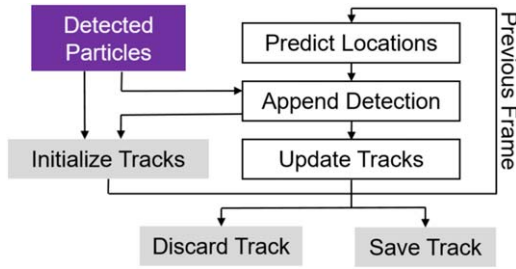 Detected
Particles
Predict Locations
Append Detection
Initialize Tracks
Update Tracks
Discard Track
Save Track
Previous Frame